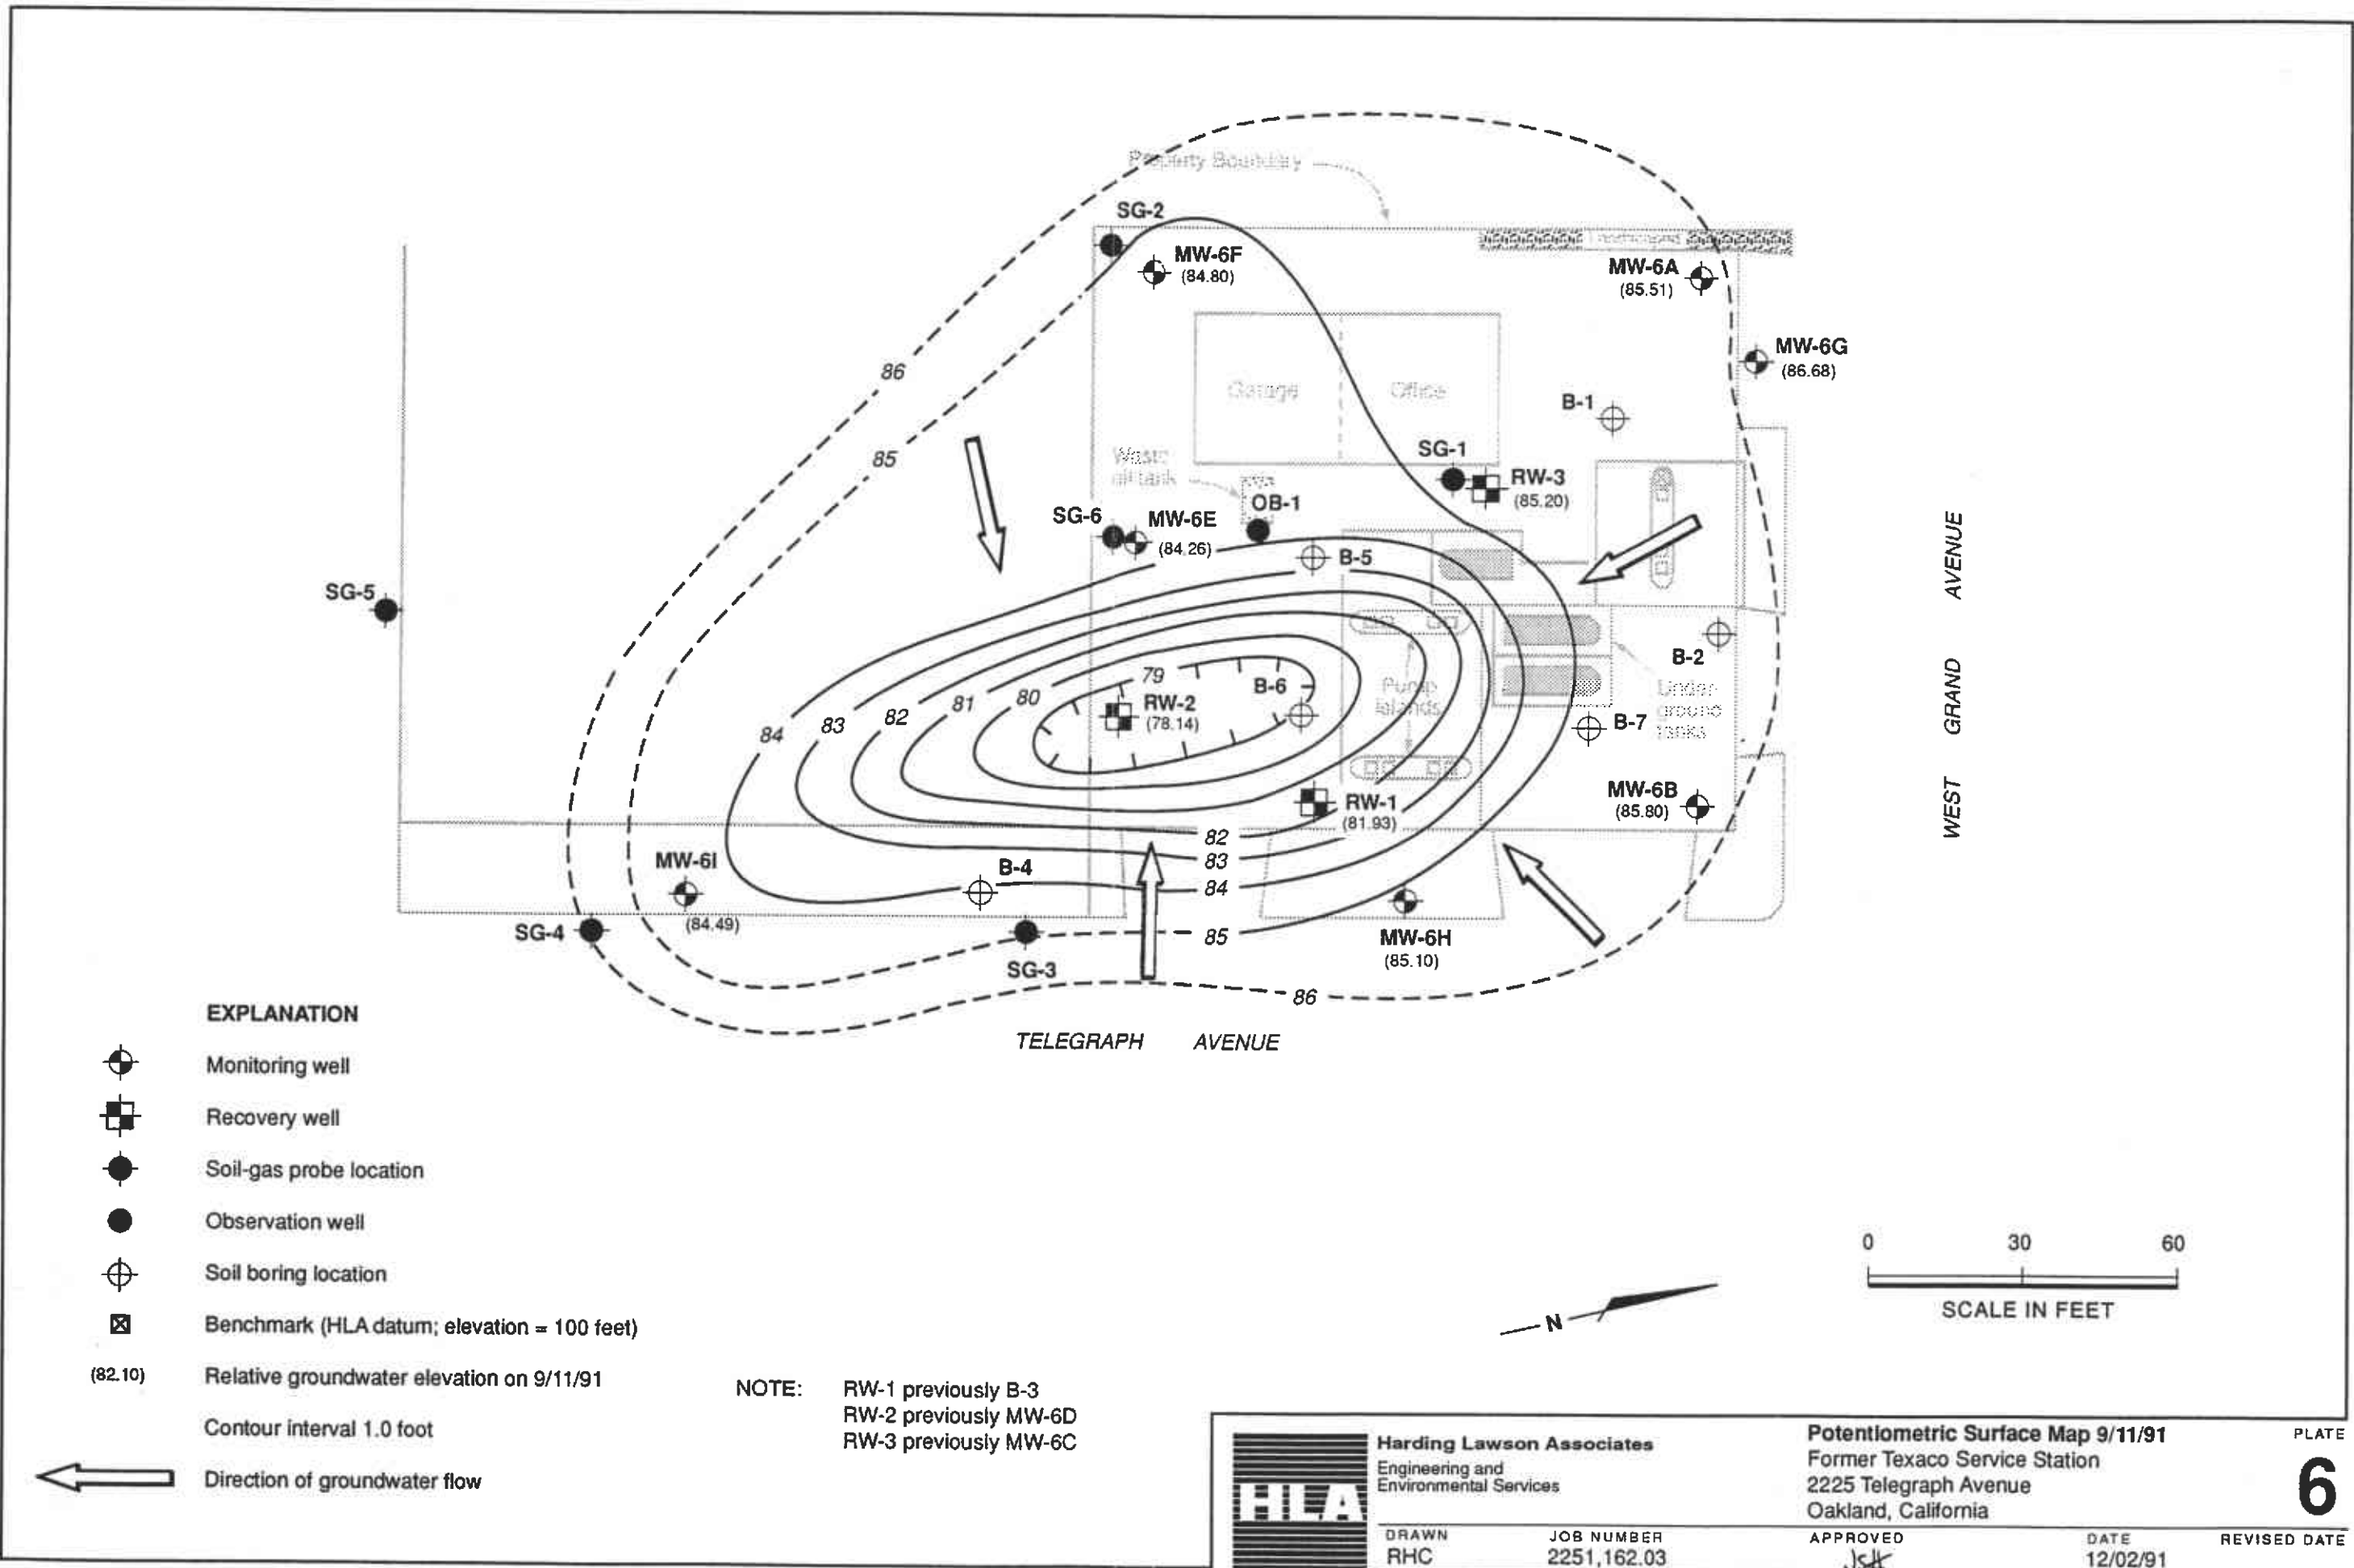 Property Boundary
SG-2
MW-6F
(84.80)
MW-6A
(85.51)
MW-6G
(86.68)
86
Garage
Office
B-1
85
SG-1
RW-3
(85.20)
Waste
oil tank
OB-1
SG-6
MW-6E
(84.26)
B-5
SG-5
WEST GRAND AVENUE
B-2
79
B-6
80
81
82
83
84
RW-2
(78.14)
Pump
islands
Under-
ground
tanks
B-7
RW-1
(81.93)
MW-6B
(85.80)
82
83
84
85
86
MW-6I
(84.49)
B-4
SG-4
SG-3
MW-6H
(85.10)
TELEGRAPH AVENUE
EXPLANATION
Monitoring well
Recovery well
Soil-gas probe location
Observation well
Soil boring location
Benchmark (HLA datum; elevation = 100 feet)
(82.10) Relative groundwater elevation on 9/11/91
Contour interval 1.0 foot
Direction of groundwater flow
NOTE: RW-1 previously B-3
RW-2 previously MW-6D
RW-3 previously MW-6C
N
0 30 60
SCALE IN FEET
HLA
Harding Lawson Associates
Engineering and
Environmental Services
Potentiometric Surface Map 9/11/91
Former Texaco Service Station
2225 Telegraph Avenue
Oakland, California
PLATE
6
DRAWN
RHC
JOB NUMBER
2251,162.03
APPROVED
DATE
12/02/91
REVISED DATE